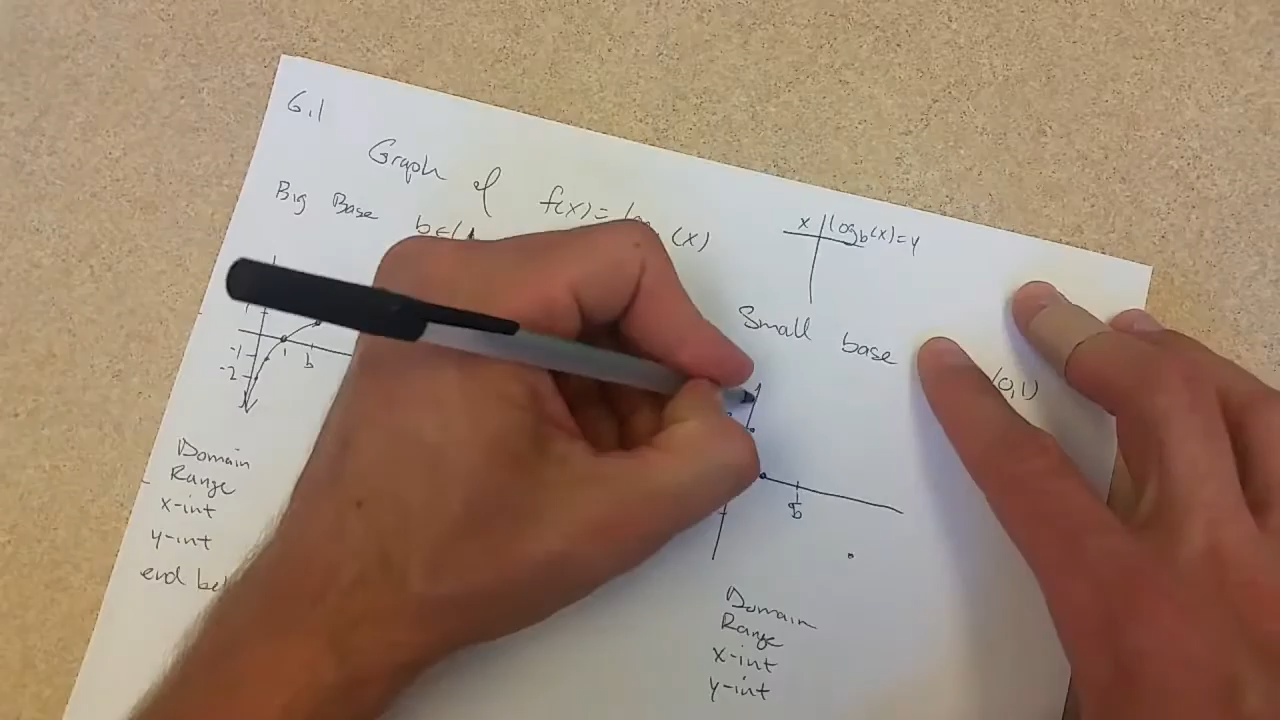 6.1
Graph of f(x) = (x)
Big Base b∈(
x | log_b(x)=y
Small base
(0,1)
-1
-2
1 b
b
Domain
Range
x-int
y-int
end
Domain
Range
x-int
y-int